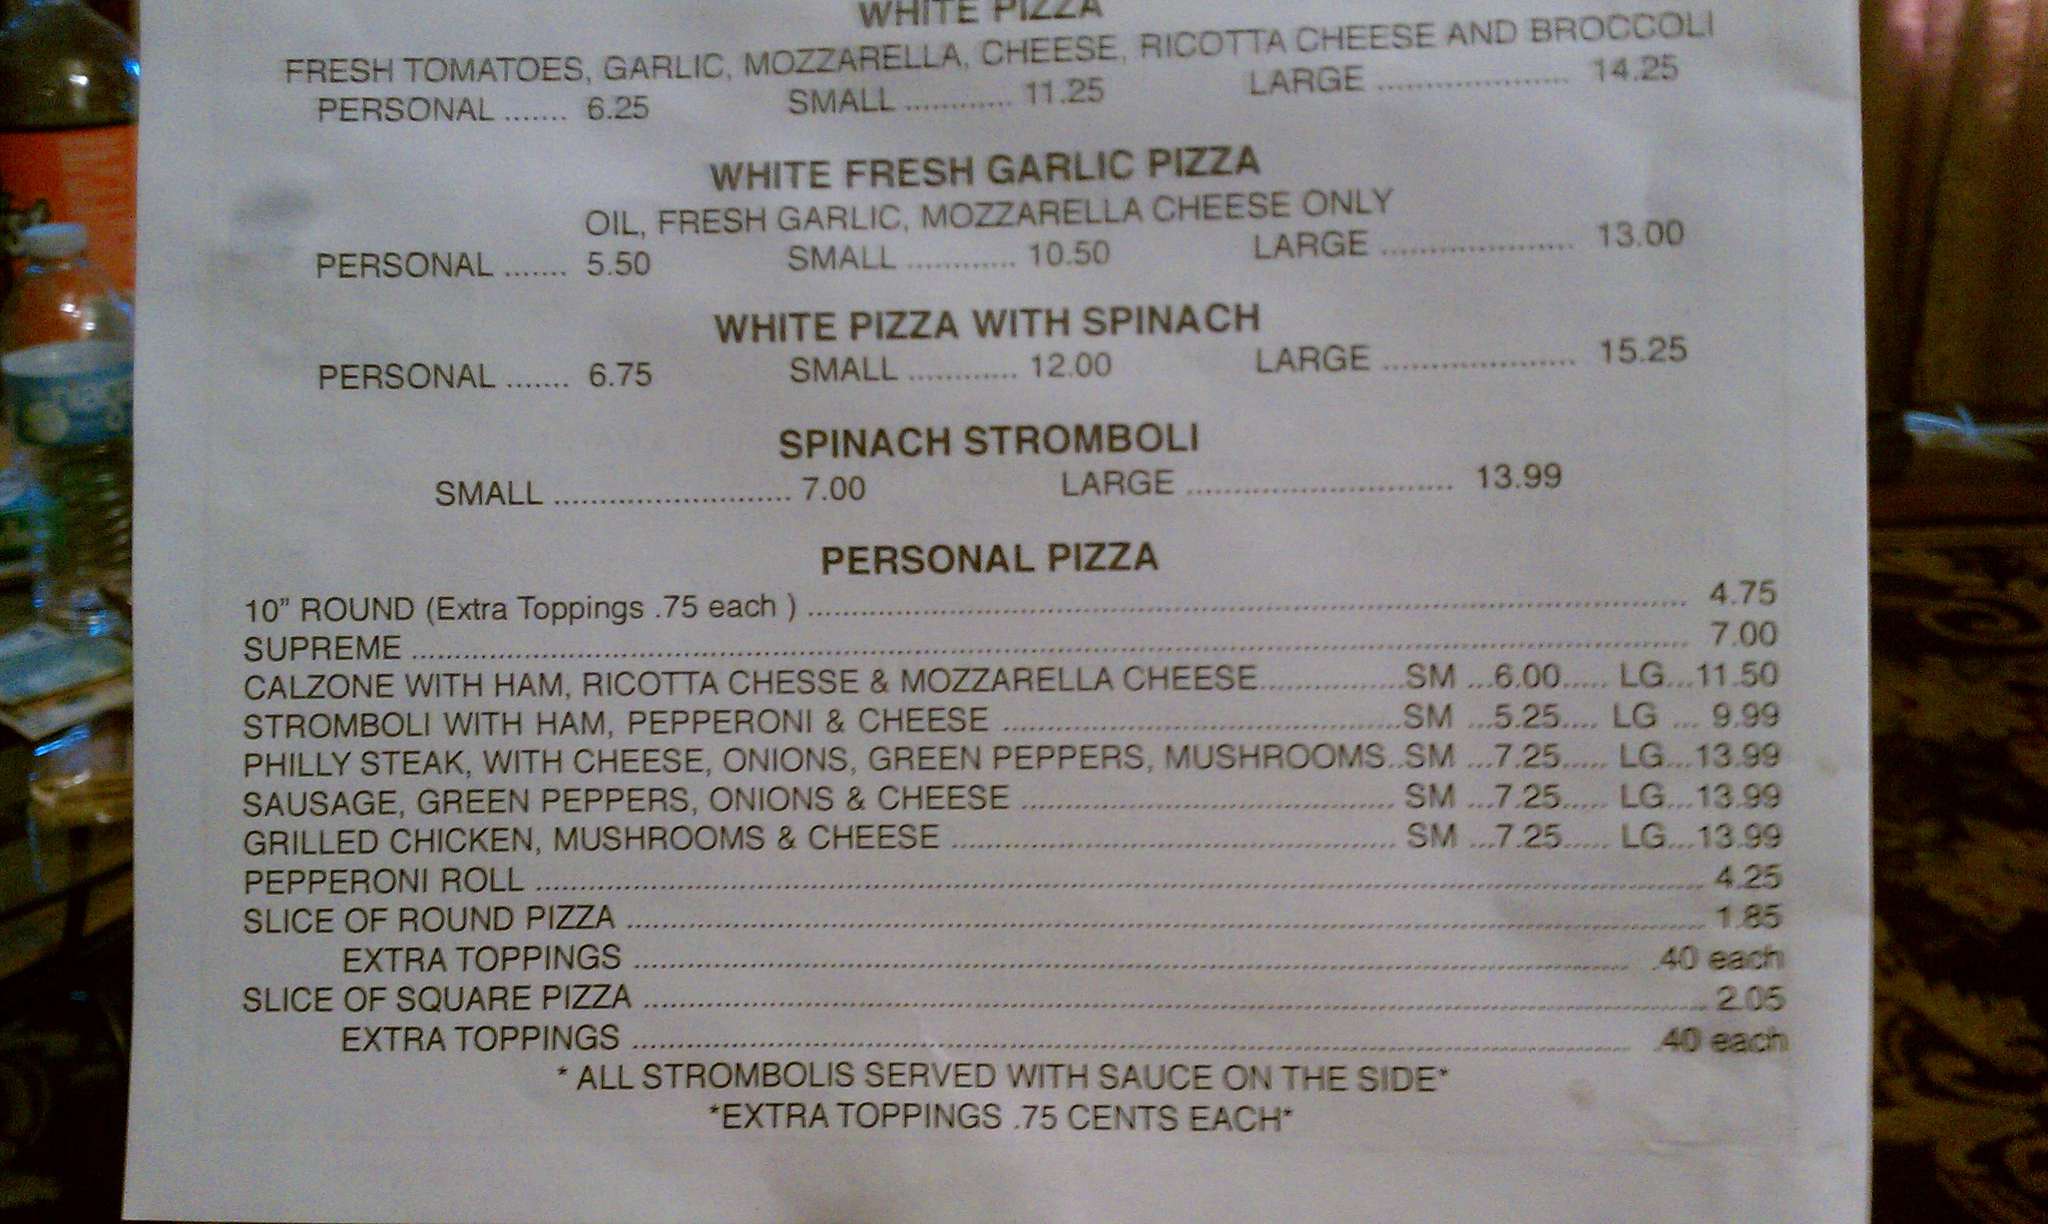 WHITE PIZZA
FRESH TOMATOES, GARLIC, MOZZARELLA, CHEESE, RICOTTA CHEESE AND BROCCOLI
PERSONAL ....... 6.25 SMALL ............ 11.25 LARGE .................... 14.25
WHITE FRESH GARLIC PIZZA
OIL, FRESH GARLIC, MOZZARELLA CHEESE ONLY
PERSONAL ....... 5.50 SMALL ............ 10.50 LARGE .................... 13.00
WHITE PIZZA WITH SPINACH
PERSONAL ....... 6.75 SMALL ............ 12.00 LARGE .................... 15.25
SPINACH STROMBOLI
SMALL .......................... 7.00 LARGE ............................. 13.99
PERSONAL PIZZA
10” ROUND (Extra Toppings .75 each ) .................... 4.75
SUPREME .................... 7.00
CALZONE WITH HAM, RICOTTA CHESSE & MOZZARELLA CHEESE................SM ...6.00..... LG...11.50
STROMBOLI WITH HAM, PEPPERONI & CHEESE ....................SM ...5.25.... LG ... 9.99
PHILLY STEAK, WITH CHEESE, ONIONS, GREEN PEPPERS, MUSHROOMS..SM ...7.25..... LG...13.99
SAUSAGE, GREEN PEPPERS, ONIONS & CHEESE .................... SM ...7.25..... LG...13.99
GRILLED CHICKEN, MUSHROOMS & CHEESE .................... SM ...7.25..... LG...13.99
PEPPERONI ROLL .................... 4.25
SLICE OF ROUND PIZZA .................... 1.85
EXTRA TOPPINGS .................... .40 each
SLICE OF SQUARE PIZZA .................... 2.05
EXTRA TOPPINGS .................... .40 each
* ALL STROMBOLIS SERVED WITH SAUCE ON THE SIDE*
*EXTRA TOPPINGS .75 CENTS EACH*